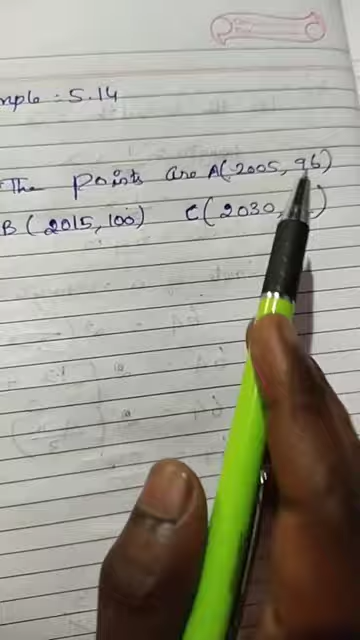 mple : 5.14
The points are A(2005, 96)
B (2015, 100) C(2030, )